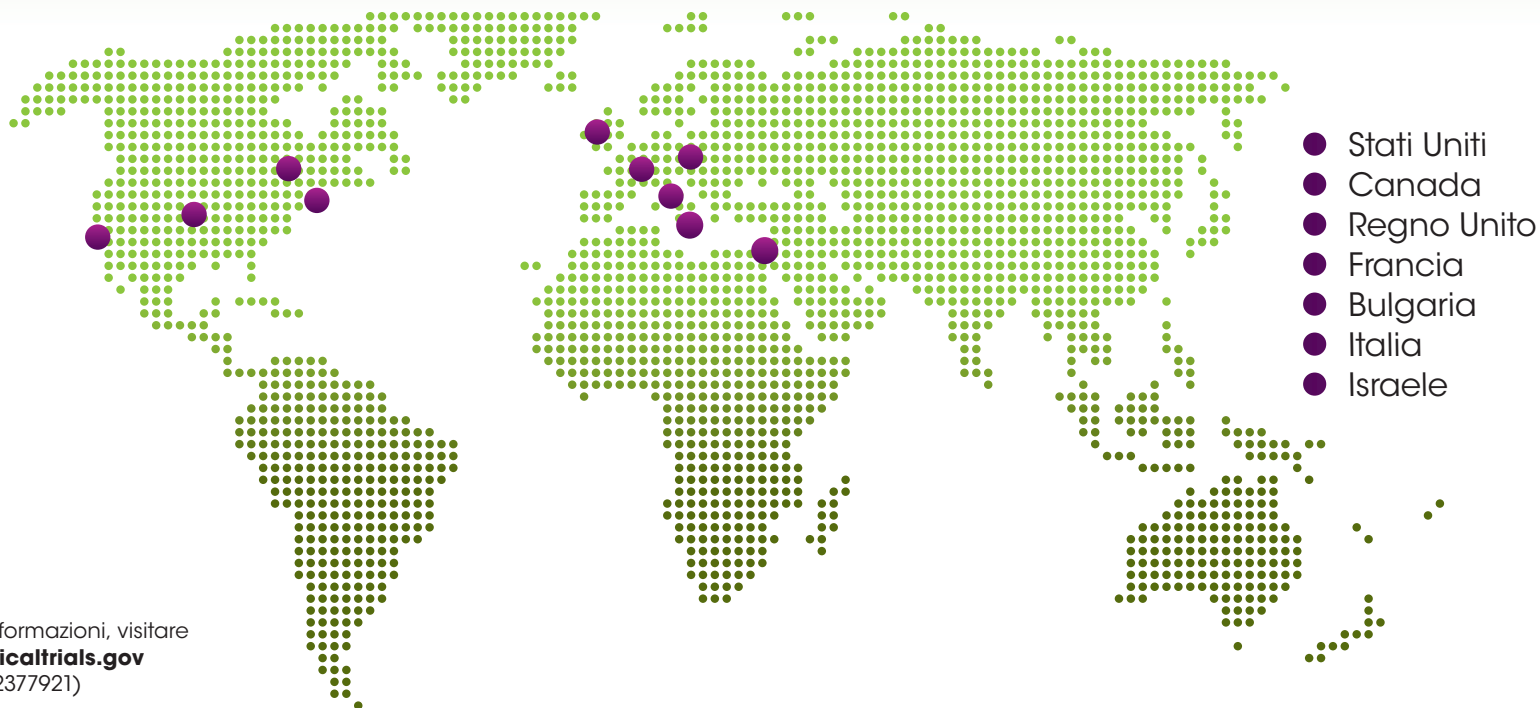 Stati Uniti
Canada
Regno Unito
Francia
Bulgaria
Italia
Israele
formazioni, visitare
icaltrials.gov
2377921)